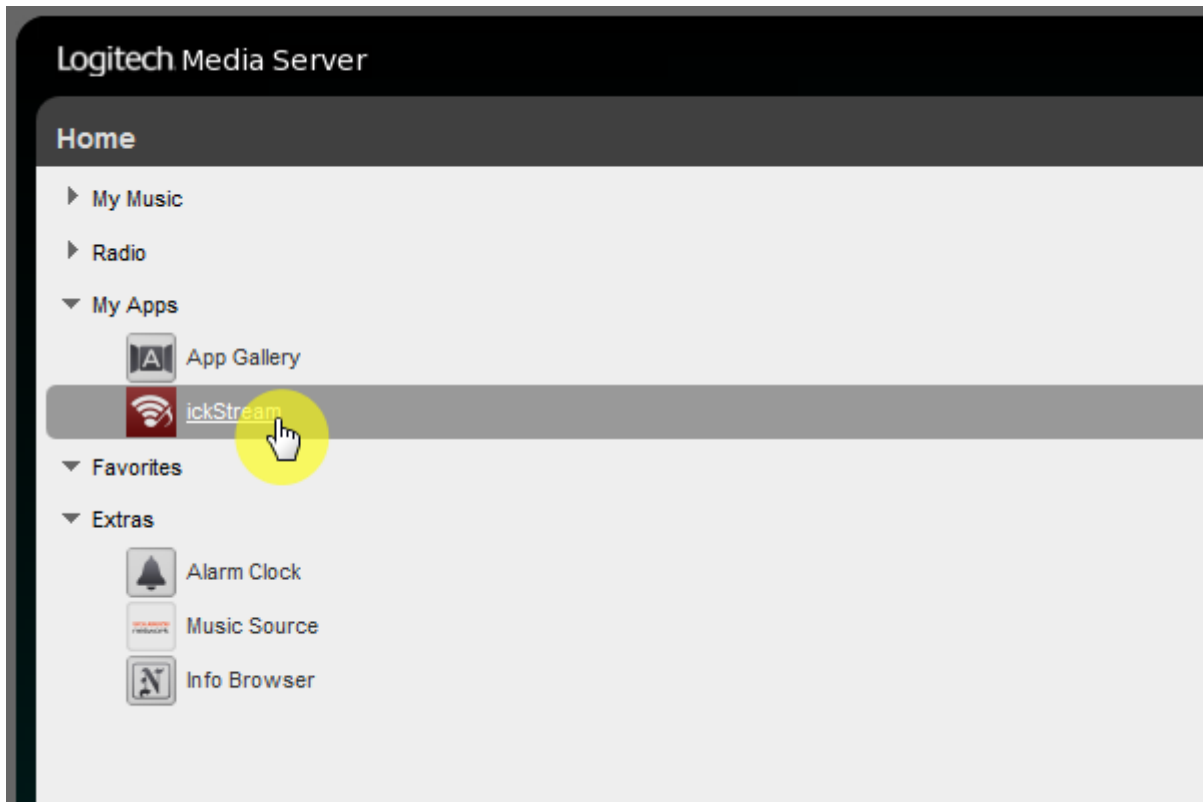 Logitech Media Server
Home
My Music
Radio
My Apps
App Gallery
ickStream
Favorites
Extras
Alarm Clock
Music Source
Info Browser